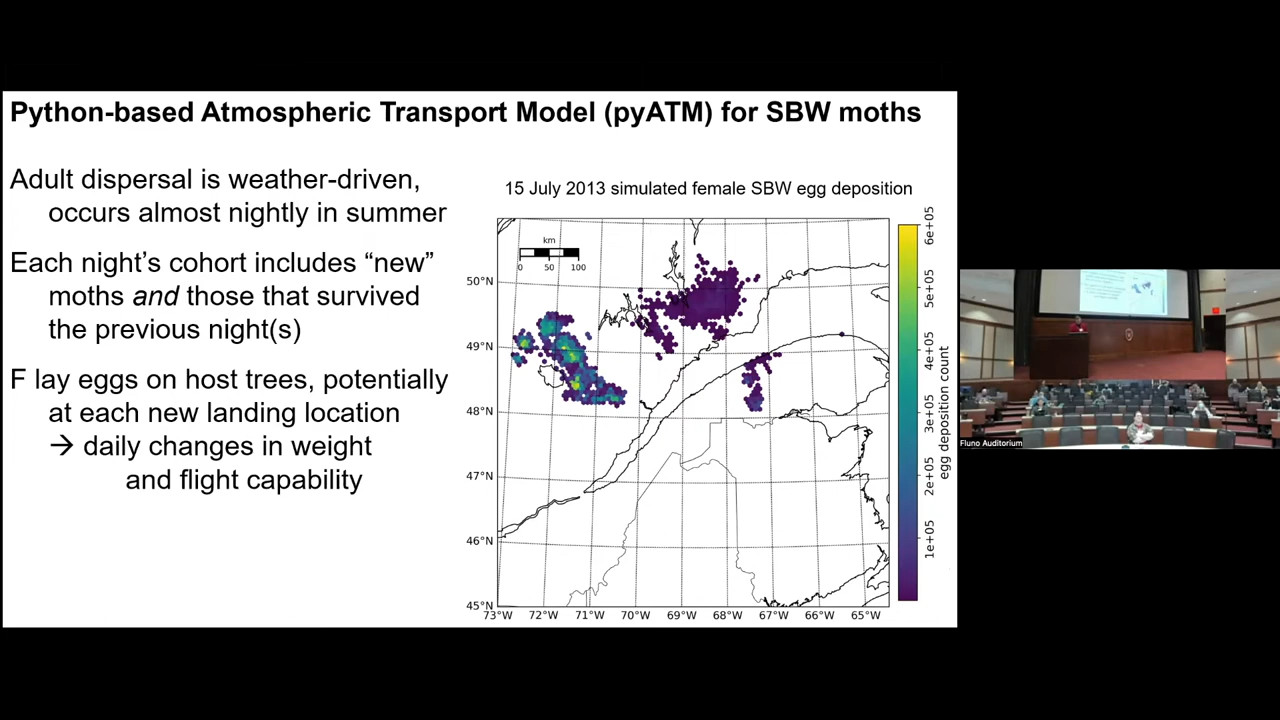 Python-based Atmospheric Transport Model (pyATM) for SBW moths
Adult dispersal is weather-driven,
occurs almost nightly in summer
Each night’s cohort includes “new”
moths and those that survived
the previous night(s)
F lay eggs on host trees, potentially
at each new landing location
→ daily changes in weight
and flight capability
15 July 2013 simulated female SBW egg deposition
km
0 50 100
50°N
49°N
48°N
47°N
46°N
45°N
73°W 72°W 71°W 70°W 69°W 68°W 67°W 66°W 65°W
6e+05
5e+05
4e+05
3e+05
2e+05
1e+05
egg deposition count
Fluno Auditorium